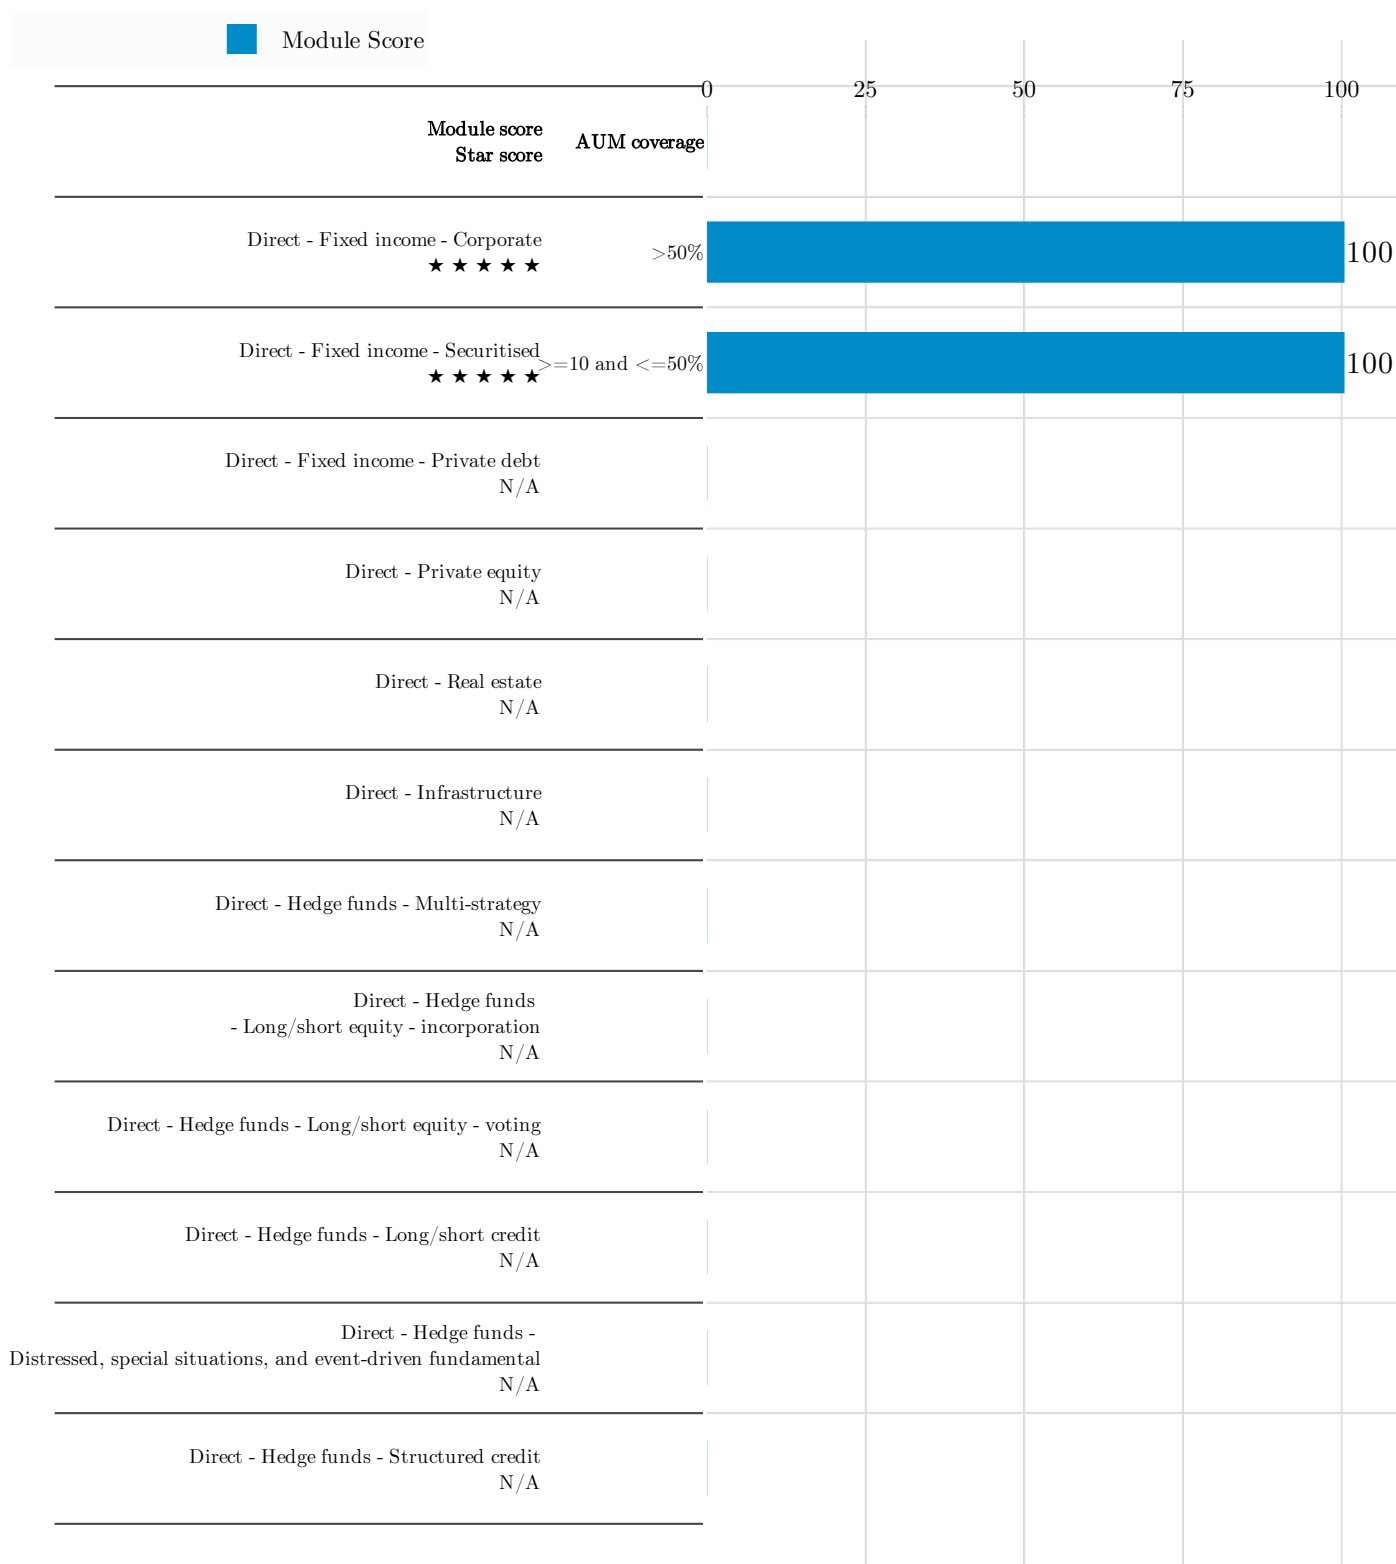 Module Score
0 25 50 75 100
Module score
Star score
AUM coverage
Direct - Fixed income - Corporate
★ ★ ★ ★ ★
>50%
100
Direct - Fixed income - Securitised
★ ★ ★ ★ ★
>=10 and <=50%
100
Direct - Fixed income - Private debt
N/A
Direct - Private equity
N/A
Direct - Real estate
N/A
Direct - Infrastructure
N/A
Direct - Hedge funds - Multi-strategy
N/A
Direct - Hedge funds
- Long/short equity - incorporation
N/A
Direct - Hedge funds - Long/short equity - voting
N/A
Direct - Hedge funds - Long/short credit
N/A
Direct - Hedge funds -
Distressed, special situations, and event-driven fundamental
N/A
Direct - Hedge funds - Structured credit
N/A